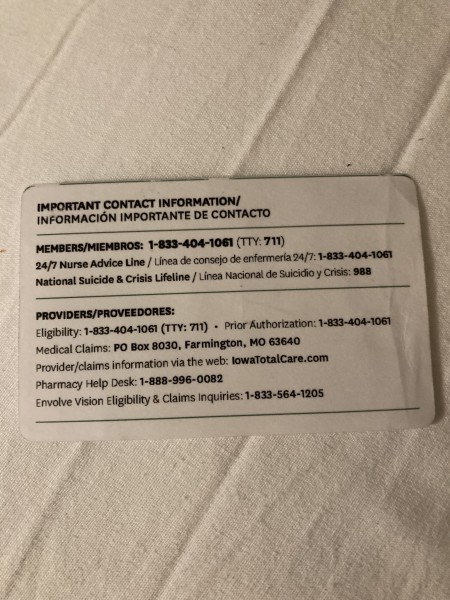 IMPORTANT CONTACT INFORMATION/
INFORMACIÓN IMPORTANTE DE CONTACTO
MEMBERS/MIEMBROS: 1-833-404-1061 (TTY: 711)
24/7 Nurse Advice Line / Línea de consejo de enfermería 24/7: 1-833-404-1061
National Suicide & Crisis Lifeline / Línea Nacional de Suicidio y Crisis: 988
PROVIDERS/PROVEEDORES:
Eligibility: 1-833-404-1061 (TTY: 711) • Prior Authorization: 1-833-404-1061
Medical Claims: PO Box 8030, Farmington, MO 63640
Provider/claims information via the web: IowaTotalCare.com
Pharmacy Help Desk: 1-888-996-0082
Envolve Vision Eligibility & Claims Inquiries: 1-833-564-1205